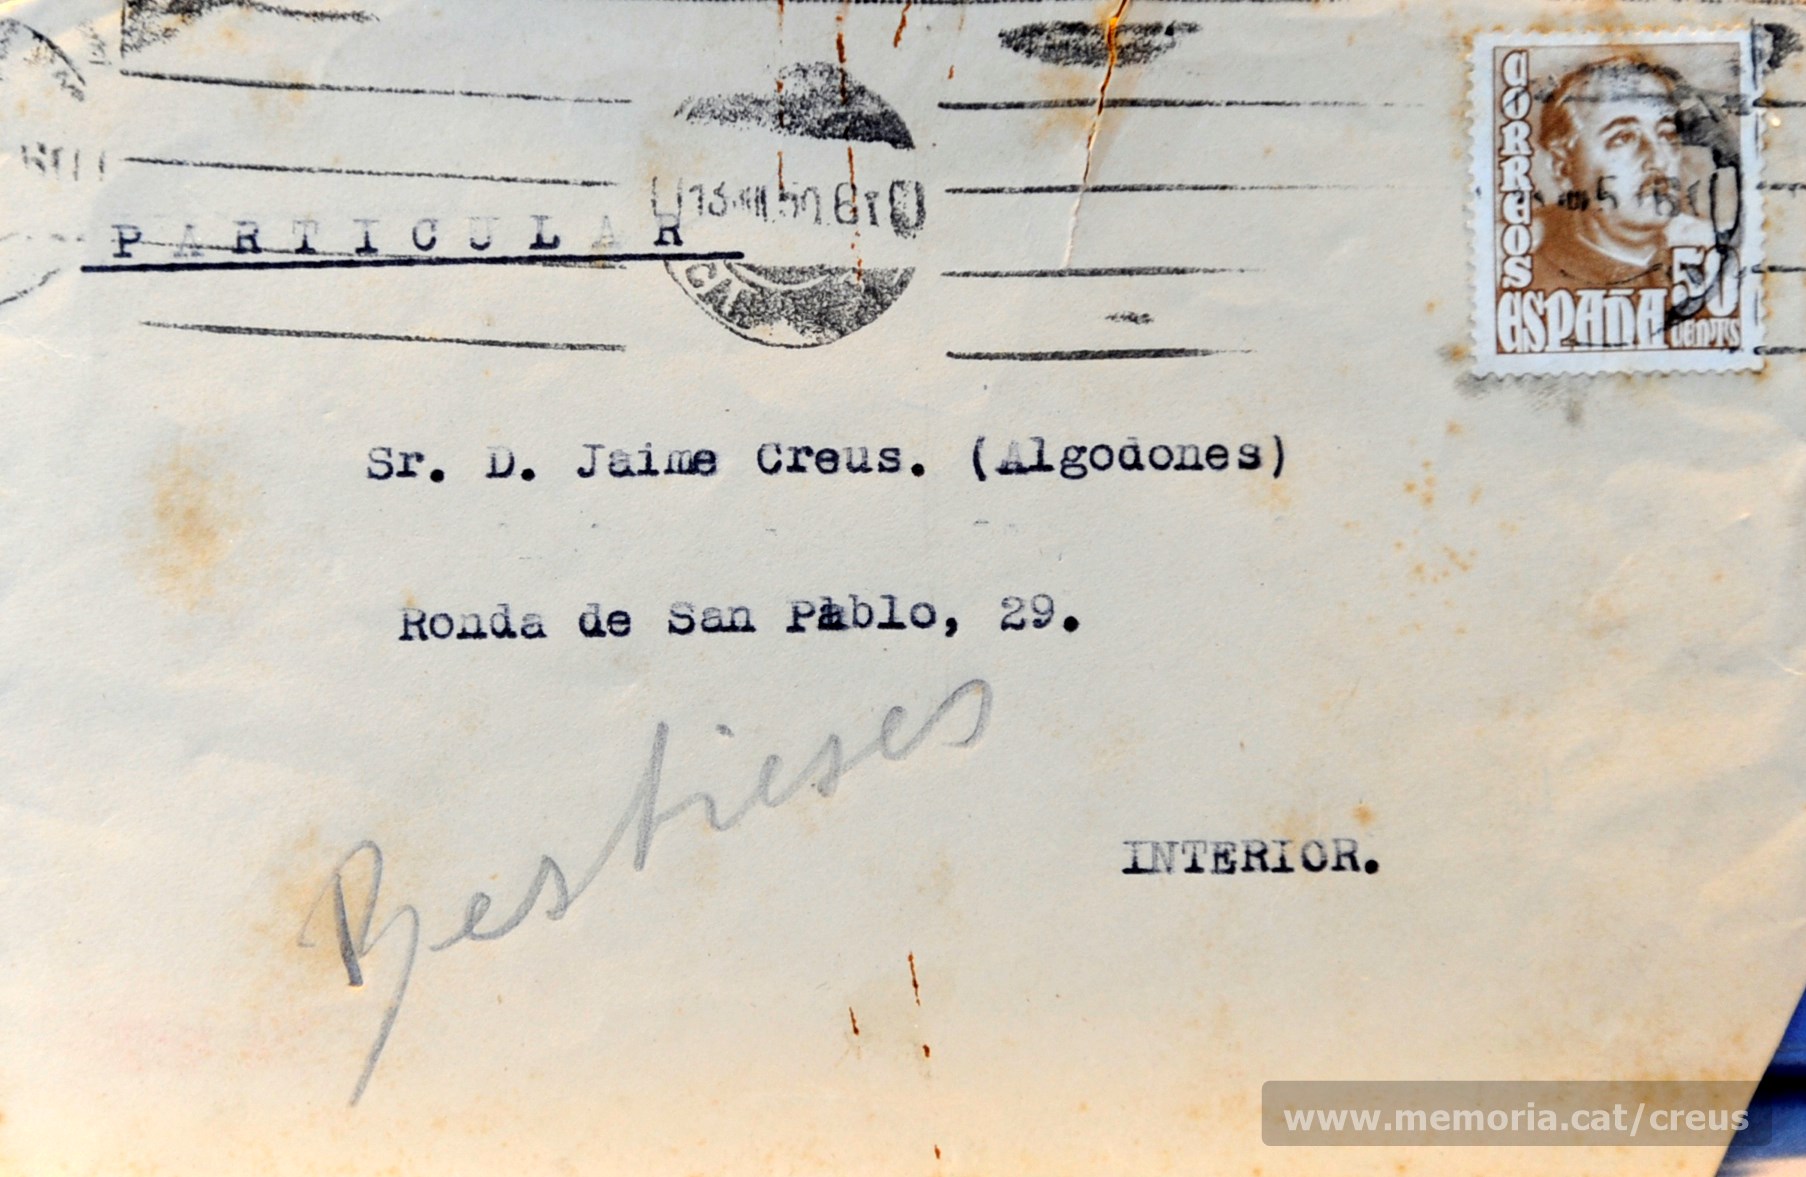 CORREOS
ESPAÑA
50
CENTS
PARTICULAR
Sr. D. Jaime Creus. (Algodones)
Ronda de San Pablo, 29.
Bestieses
INTERIOR.
www.memoria.cat/creus